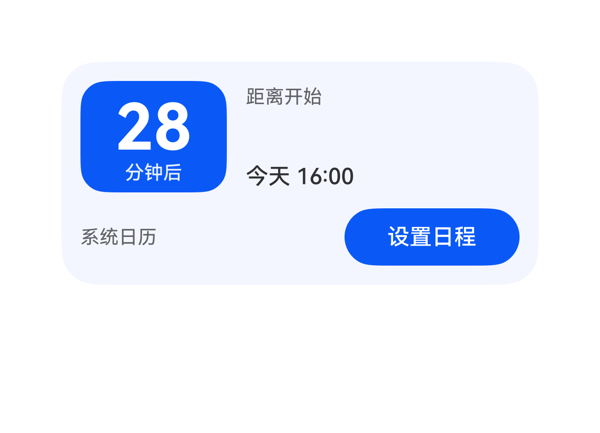 28
分钟后
距离开始
今天 16:00
系统日历
设置日程